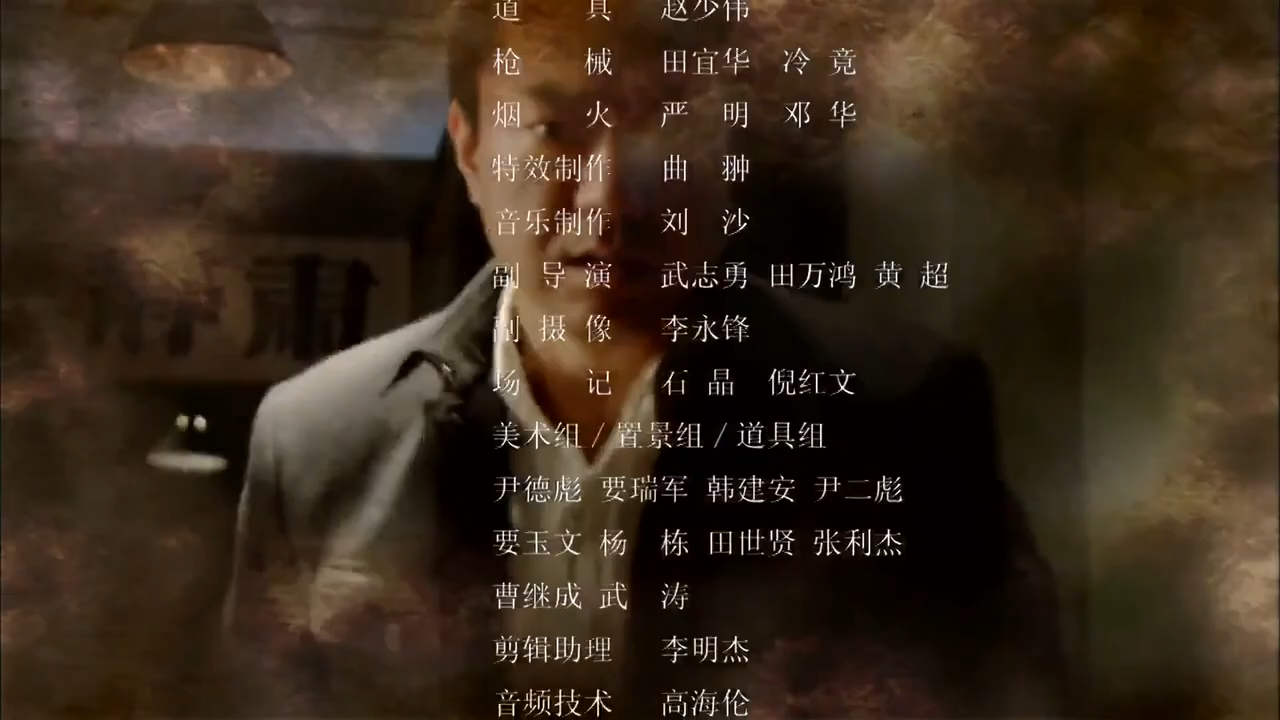 道具 赵少伟
枪械 田宜华 冷竟
烟火 严明 邓华
特效制作 曲翀
音乐制作 刘沙
副导演 武志勇 田万鸿 黄超
副摄像 李永锋
场记 石晶 倪红文
美术组/置景组/道具组
尹德彪 要瑞军 韩建安 尹二彪
要玉文 杨栋 田世贤 张利杰
曹继成 武涛
剪辑助理 李明杰
音频技术 高海伦